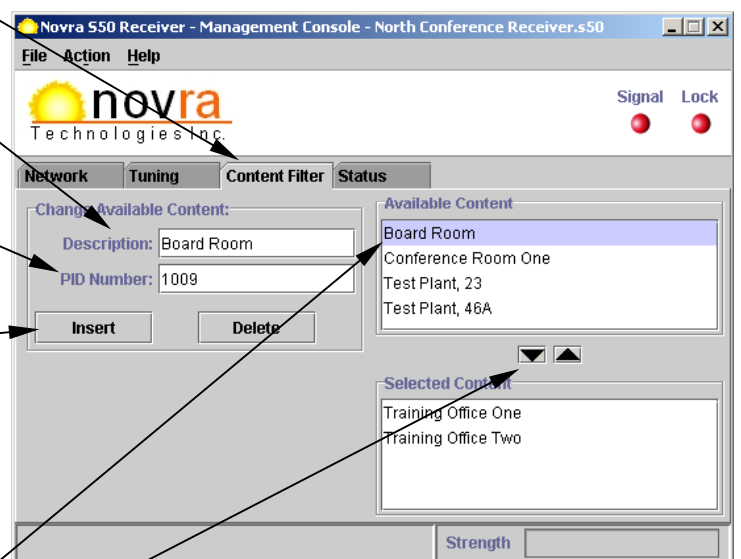 Novra S50 Receiver - Management Console - North Conference Receiver.s50
File Action Help
novra
Technologies Inc.
Signal Lock
Network Tuning Content Filter Status
Change Available Content:
Description: Board Room
PID Number: 1009
Insert Delete
Available Content
Board Room
Conference Room One
Test Plant, 23
Test Plant, 46A
Selected Content
Training Office One
Training Office Two
Strength